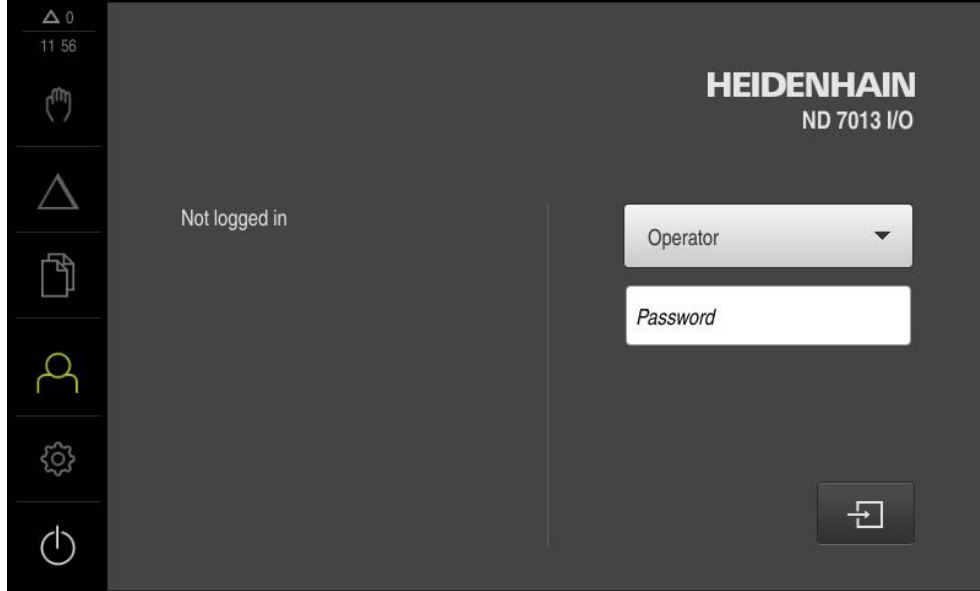 0
11 56
HEIDENHAIN
ND 7013 I/O
Not logged in
Operator
Password